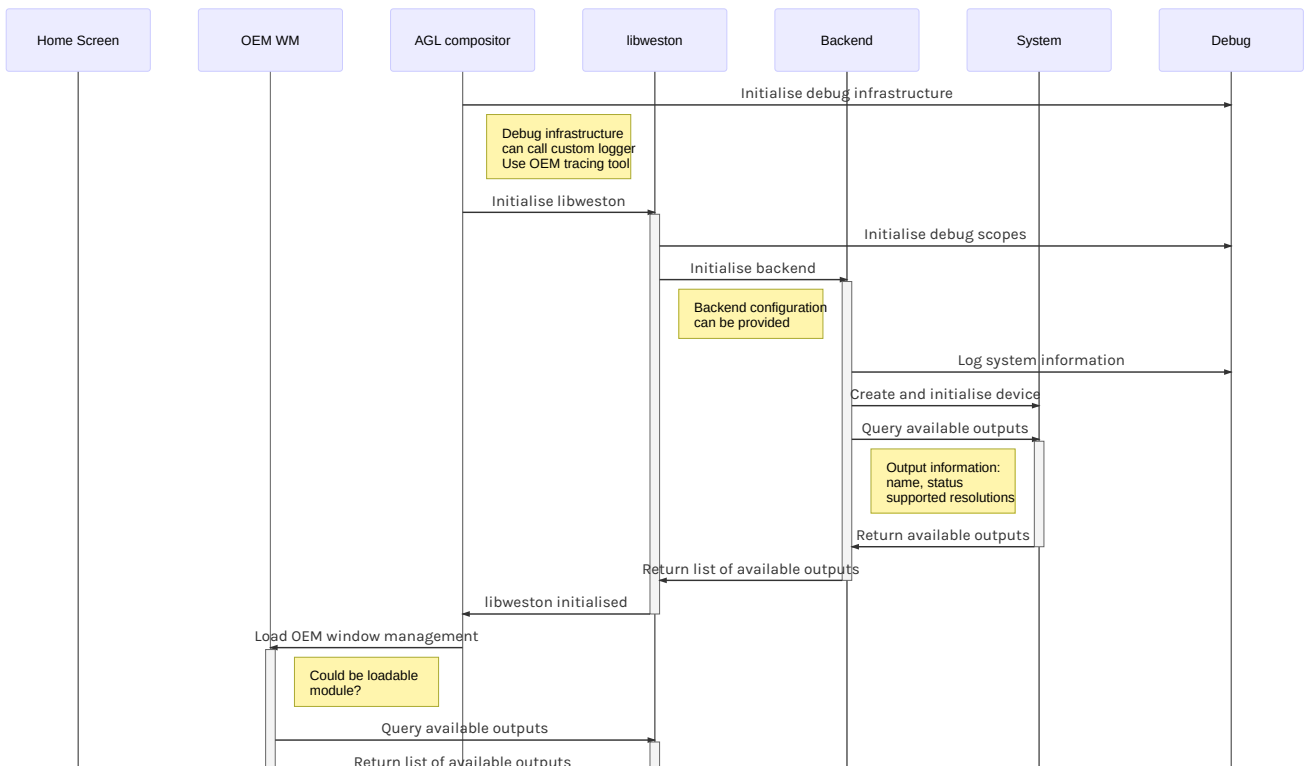 Home Screen
OEM WM
AGL compositor
libweston
Backend
System
Debug
Initialise debug infrastructure
Debug infrastructure
can call custom logger
Use OEM tracing tool
Initialise libweston
Initialise debug scopes
Initialise backend
Backend configuration
can be provided
Log system information
Create and initialise device
Query available outputs
Output information:
name, status
supported resolutions
Return available outputs
Return list of available outputs
libweston initialised
Load OEM window management
Could be loadable
module?
Query available outputs
Return list of available outputs